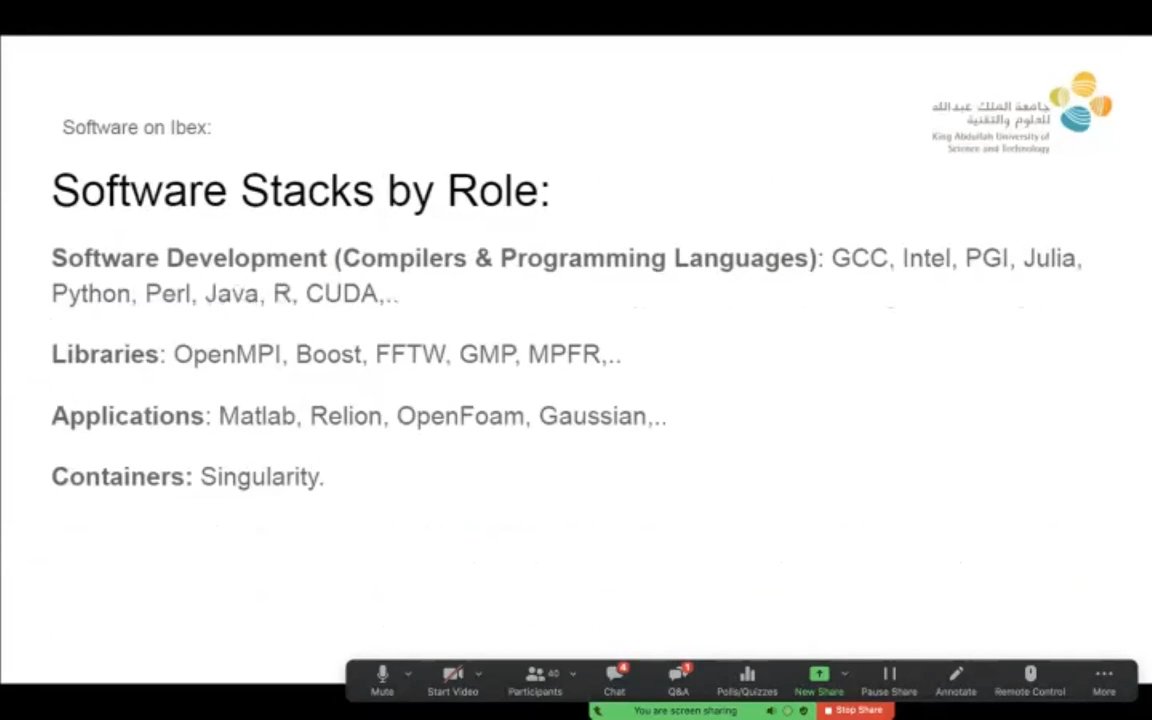 Software on Ibex:
جامعة الملك عبدالله
للعلوم والتقنية
King Abdullah University of
Science and Technology
Software Stacks by Role:
Software Development (Compilers & Programming Languages): GCC, Intel, PGI, Julia,
Python, Perl, Java, R, CUDA,..
Libraries: OpenMPI, Boost, FFTW, GMP, MPFR,..
Applications: Matlab, Relion, OpenFoam, Gaussian,..
Containers: Singularity.
40 4 1
Mute Start Video Participants Chat Q&A Polls/Quizzes New Share Pause Share Annotate Remote Control More
You are screen sharing Stop Share